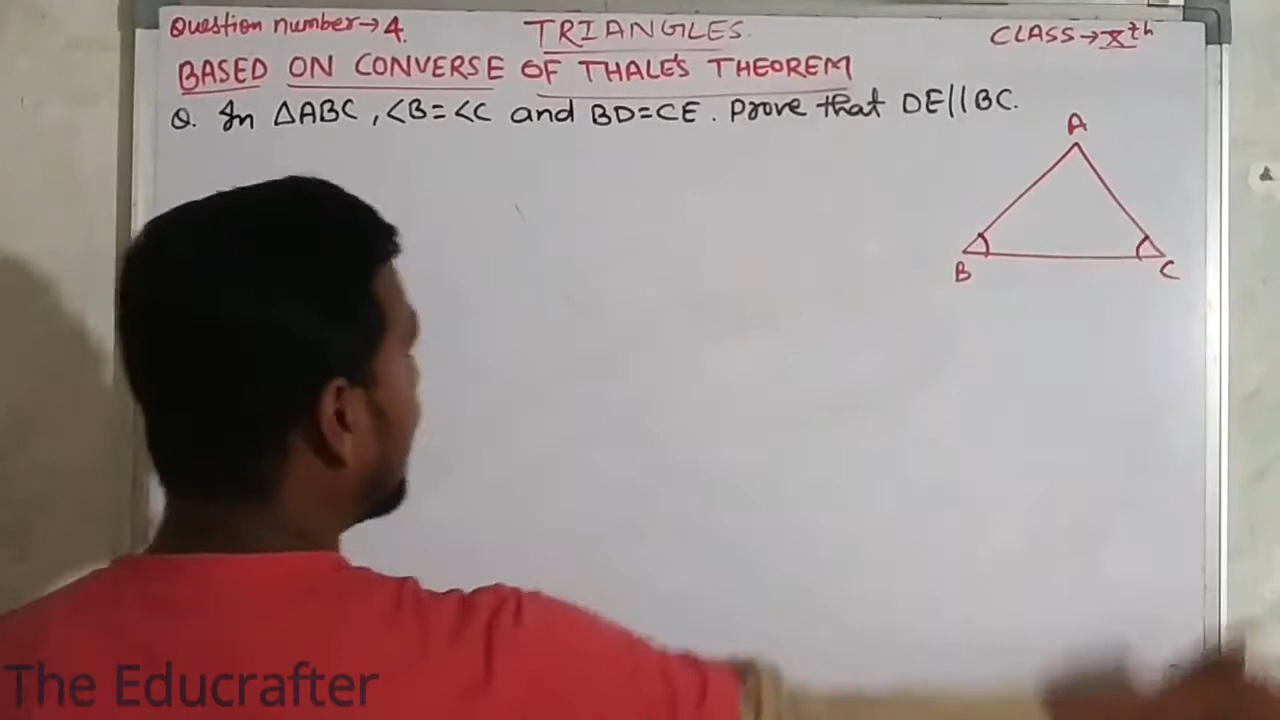 Question number→4.
TRIANGLES.
CLASS→Xth
BASED ON CONVERSE OF THALE'S THEOREM
Q. In ΔABC, <B=<C and BD=CE. Prove that DE||BC.
A
B
C
The Educrafter